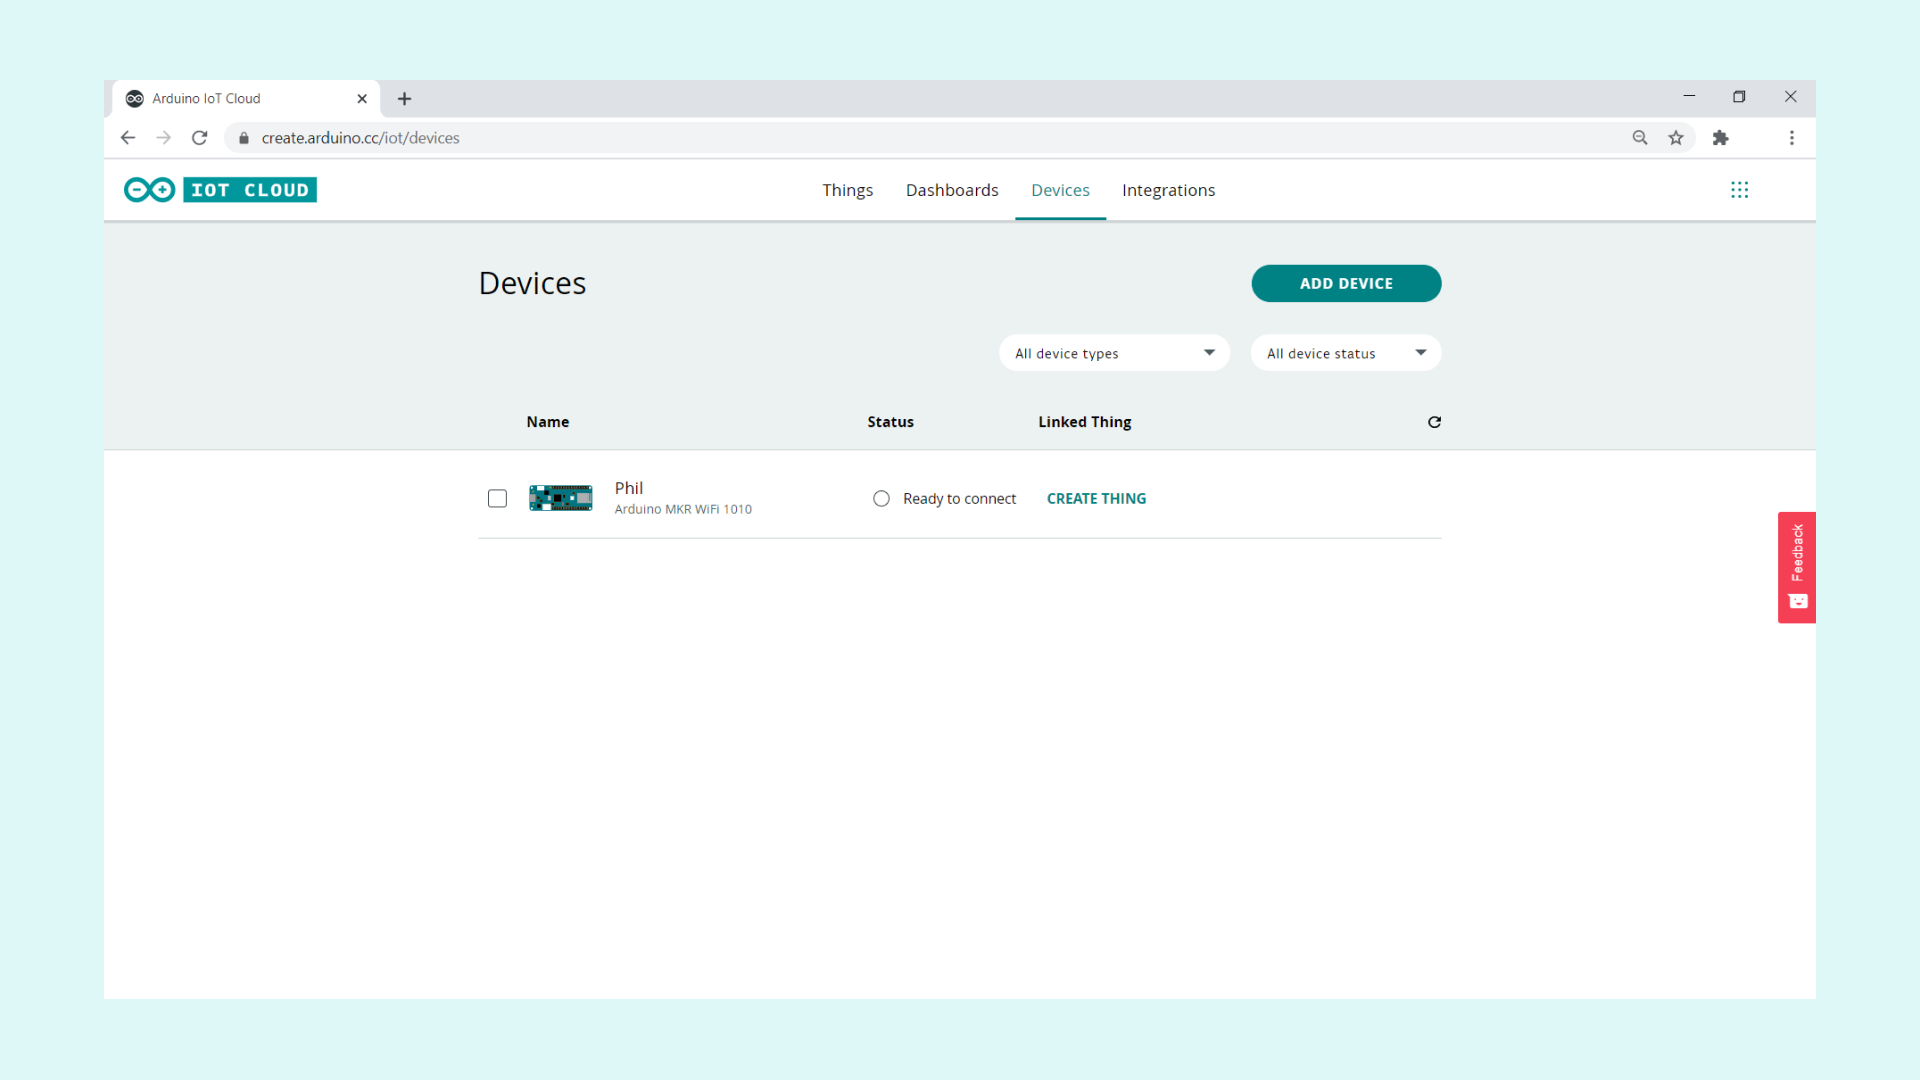 Arduino IoT Cloud
create.arduino.cc/iot/devices
IOT CLOUD
Things Dashboards Devices Integrations
Devices
ADD DEVICE
All device types All device status
Name Status Linked Thing
Phil
Arduino MKR WiFi 1010
Ready to connect
CREATE THING
Feedback